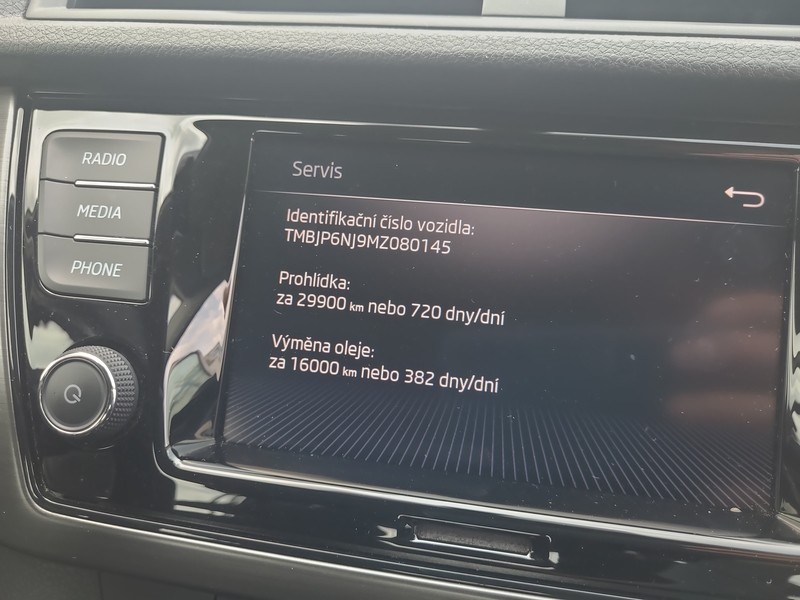 RADIO
MEDIA
PHONE
Servis
Identifikační číslo vozidla:
TMBJP6NJ9MZ080145
Prohlídka:
za 29900 km nebo 720 dny/dní
Výměna oleje:
za 16000 km nebo 382 dny/dní